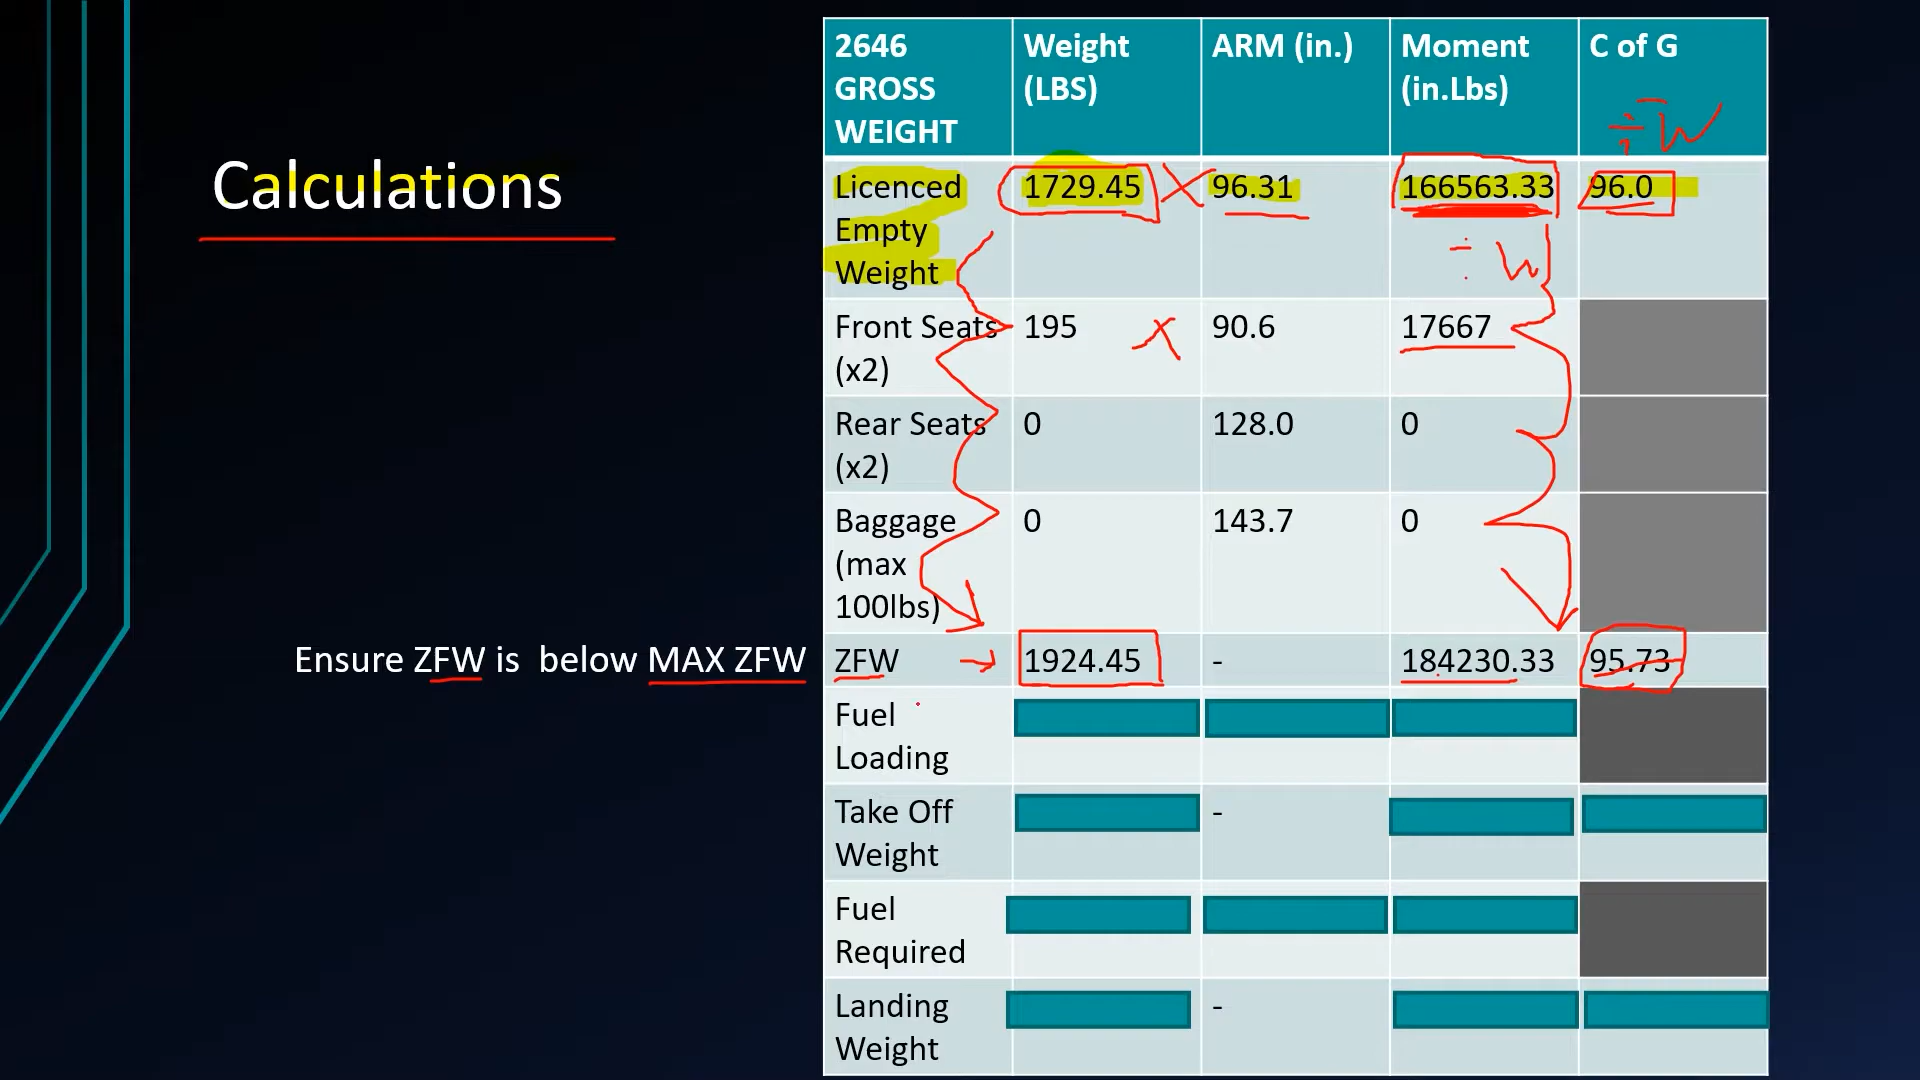 Calculations
Ensure ZFW is below MAX ZFW
2646
GROSS
WEIGHT
Weight
(LBS)
ARM (in.)
Moment
(in.Lbs)
C of G
÷ W
Licenced
Empty
Weight
1729.45
X
96.31
166563.33
96.0
÷ W
Front Seats
(x2)
195
X
90.6
17667
Rear Seats
(x2)
0
128.0
0
Baggage
(max
100lbs)
0
143.7
0
ZFW
1924.45
-
184230.33
95.73
Fuel
Loading
Take Off
Weight
-
Fuel
Required
Landing
Weight
-